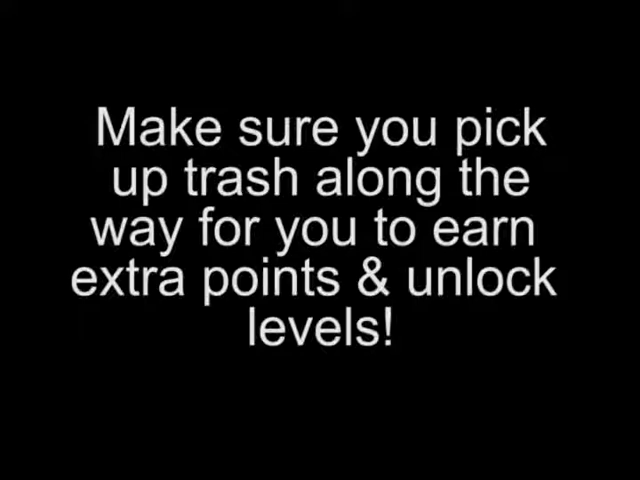 Make sure you pick
up trash along the
way for you to earn
extra points & unlock
levels!